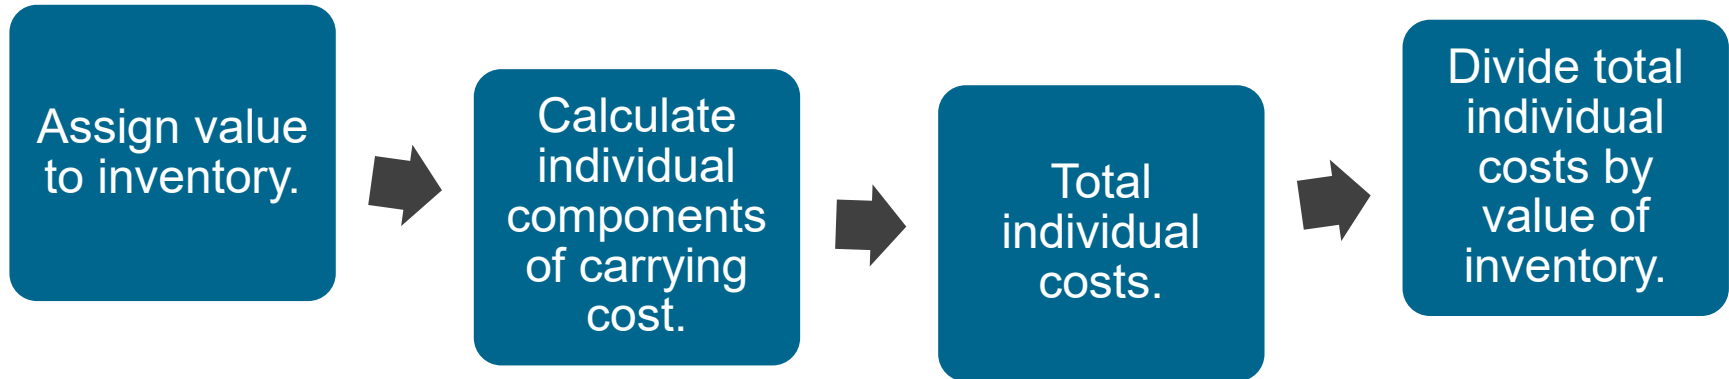 Assign value
to inventory.
Calculate
individual
components
of carrying
cost.
Total
individual
costs.
Divide total
individual
costs by
value of
inventory.